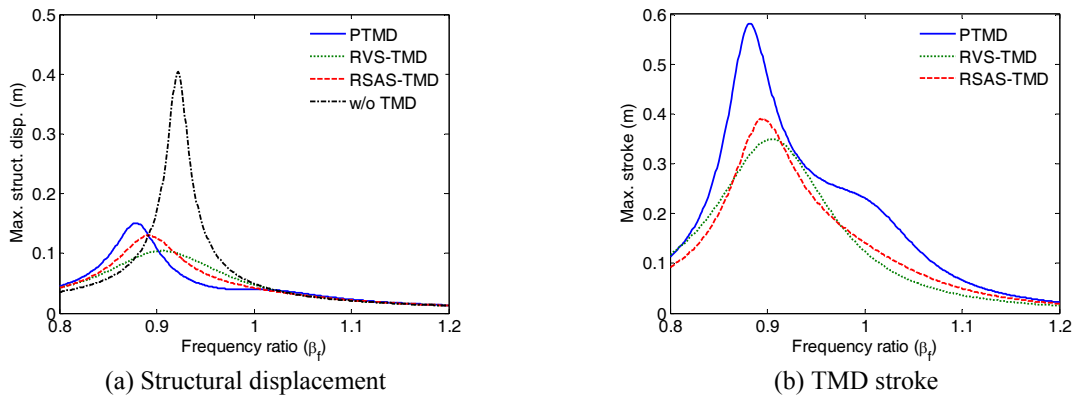 0.5
0.4
0.3
0.2
0.1
0
0.8
0.9
1
1.1
1.2
Max. struct. disp. (m)
Frequency ratio (βf)
PTMD
RVS-TMD
RSAS-TMD
w/o TMD
(a) Structural displacement
0.6
0.5
0.4
0.3
0.2
0.1
0
0.8
0.9
1
1.1
1.2
Max. stroke (m)
Frequency ratio (βf)
PTMD
RVS-TMD
RSAS-TMD
(b) TMD stroke